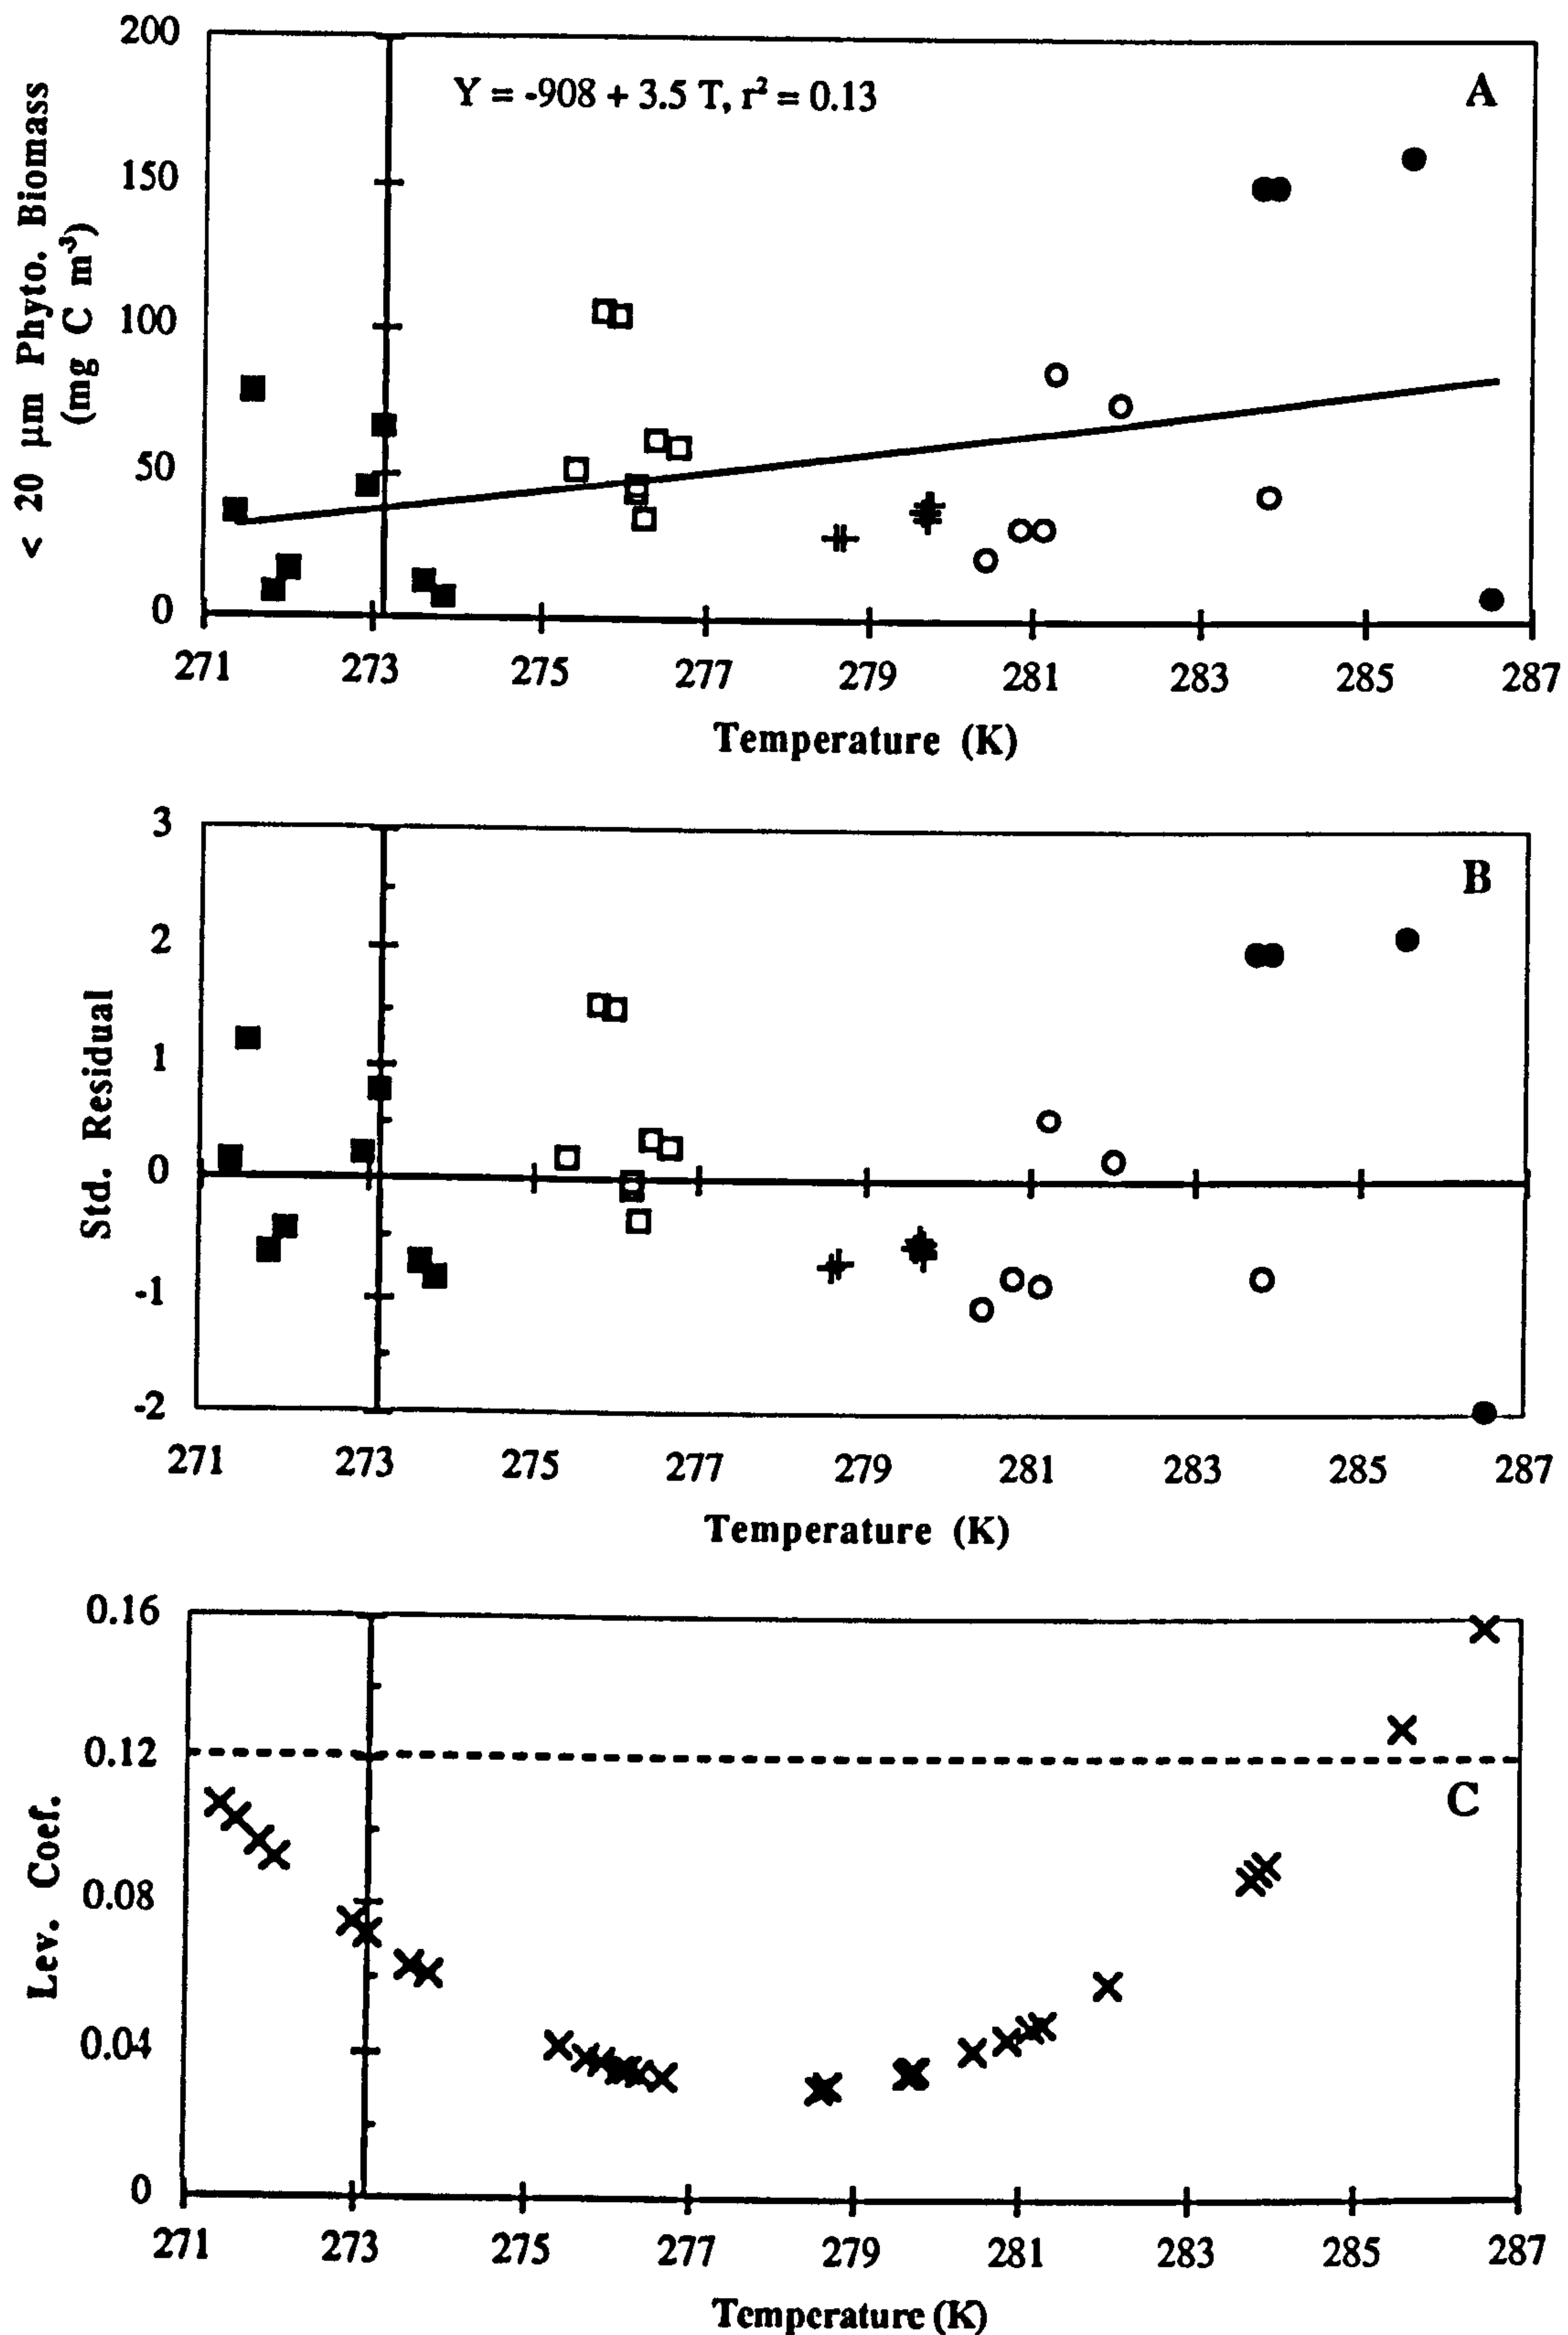 200
Y = -908 + 3.5 T, r² = 0.13
A
150
100
50
0
< 20 µm Phyto. Biomass
(mg C m⁻³)
271 273 275 277 279 281 283 285 287
Temperature (K)
3
B
2
1
0
-1
-2
Std. Residual
271 273 275 277 279 281 283 285 287
Temperature (K)
0.16
0.12
C
0.08
0.04
0
Lev. Coef.
271 273 275 277 279 281 283 285 287
Temperature (K)